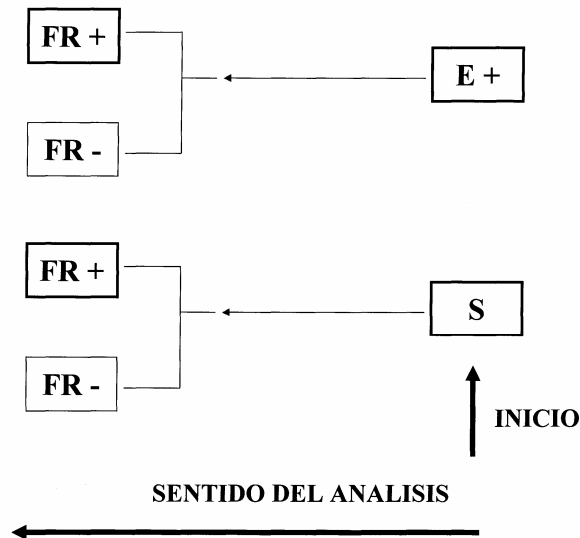 FR +
E +
FR -
FR +
S
FR -
INICIO
SENTIDO DEL ANALISIS